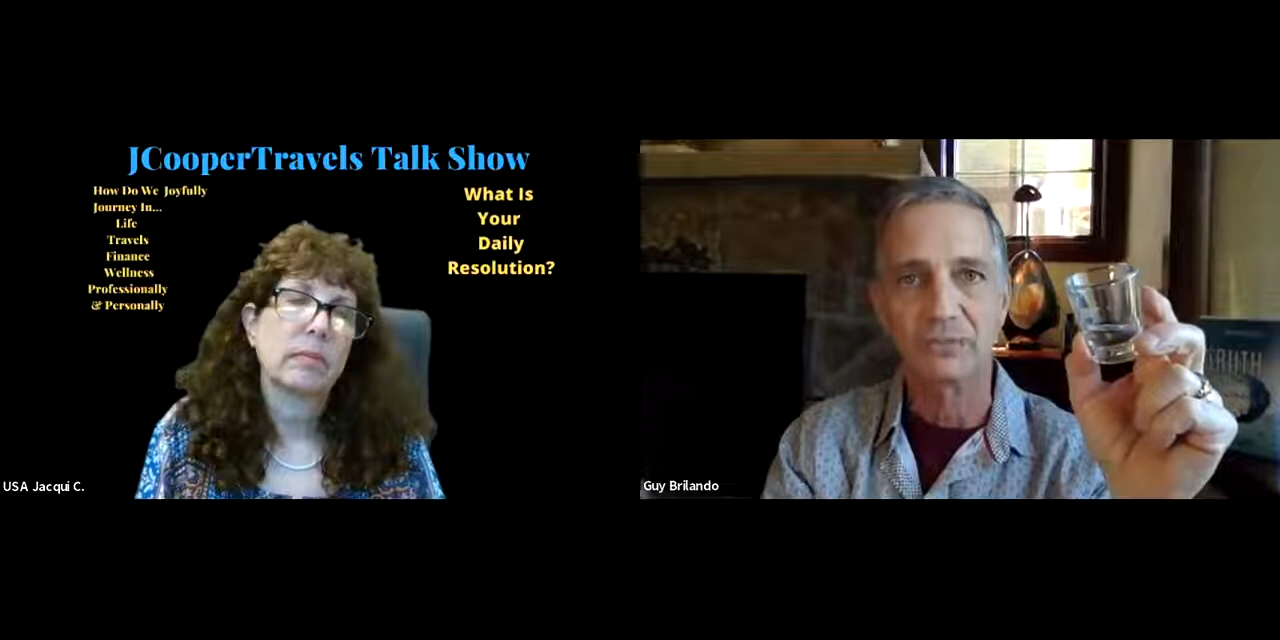 JCooperTravels Talk Show
How Do We Joyfully
Journey In...
Life
Travels
Finance
Wellness
Professionally
& Personally
What Is
Your
Daily
Resolution?
USA Jacqui C.
Guy Brilando
TRUTH